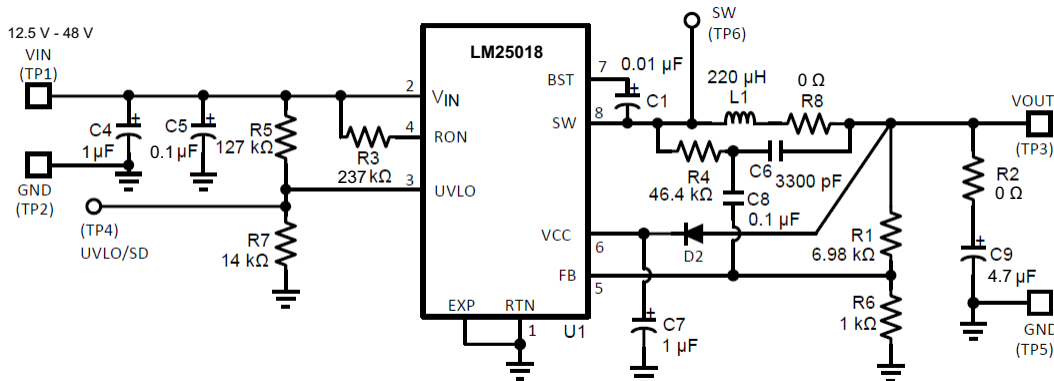 12.5 V - 48 V
VIN
(TP1)
C4
1 µF
+
C5
0.1 µF
+
R5
127 kΩ
GND
(TP2)
(TP4)
UVLO/SD
R7
14 kΩ
R3
237 kΩ
2
4
3
LM25018
VIN
RON
UVLO
EXP
RTN
1
U1
BST
SW
VCC
FB
7
8
6
5
0.01 µF
+
C1
SW
(TP6)
220 µH
L1
0 Ω
R8
R4
46.4 kΩ
C6
3300 pF
C8
0.1 µF
D2
+
C7
1 µF
R1
6.98 kΩ
R6
1 kΩ
VOUT
(TP3)
R2
0 Ω
+
C9
4.7 µF
GND
(TP5)